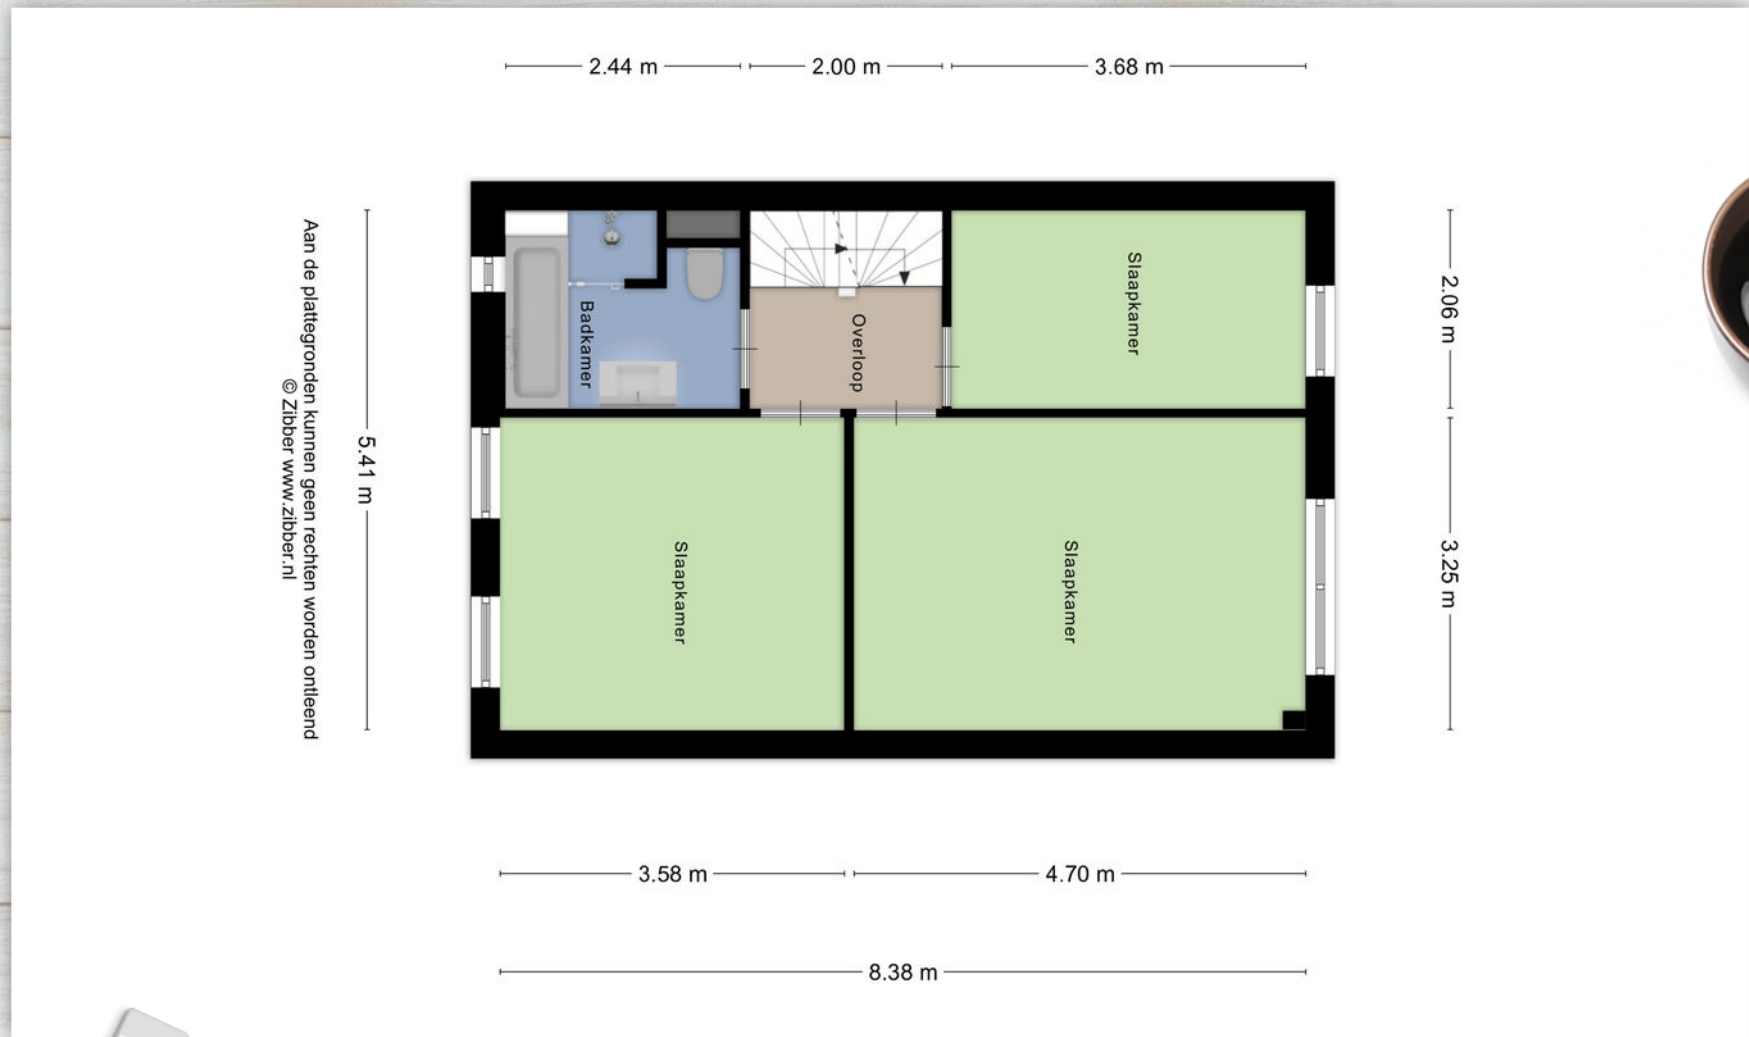 2.44 m
2.00 m
3.68 m
Aan de plattegronden kunnen geen rechten worden ontleend
© Zibber www.zibber.nl
5.41 m
Badkamer
Overloop
Slaapkamer
2.06 m
Slaapkamer
Slaapkamer
3.25 m
3.58 m
4.70 m
8.38 m